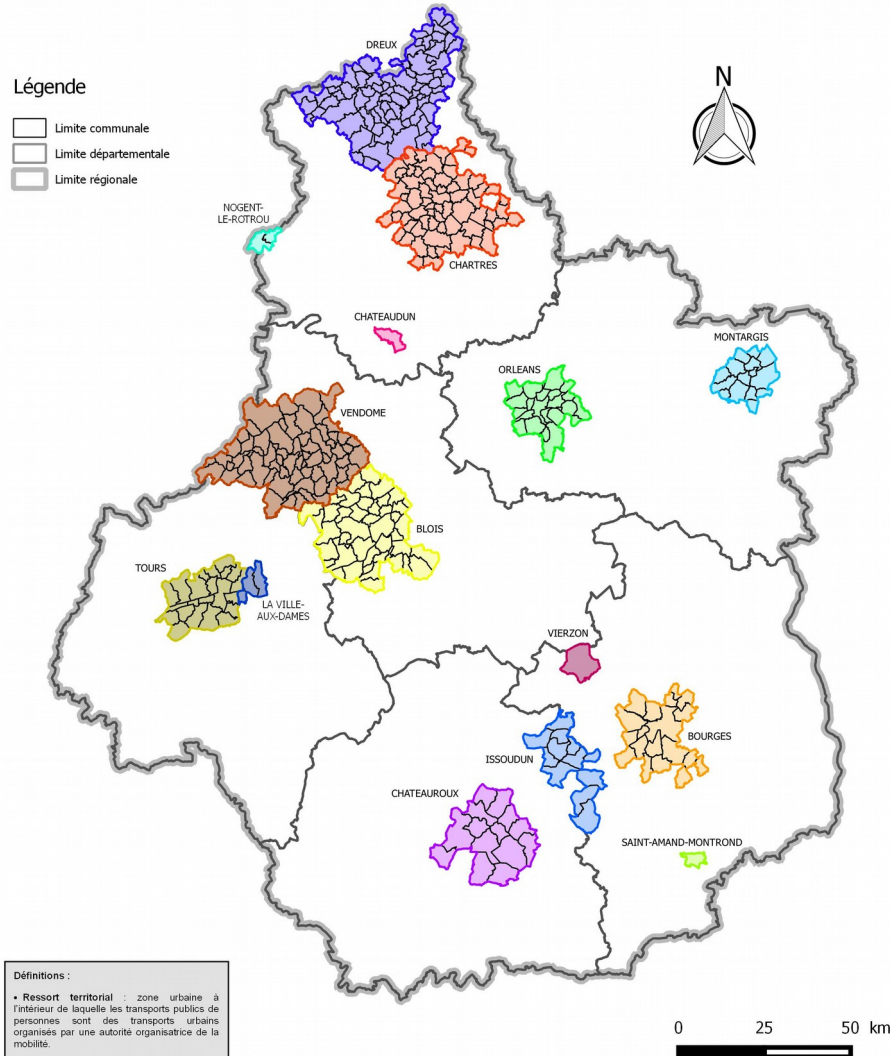 DREUX
Légende
N
Limite communale
Limite départementale
Limite régionale
NOGENT-
LE-ROTROU
CHARTRES
CHATEAUDUN
MONTARGIS
ORLEANS
VENDOME
BLOIS
TOURS
LA VILLE-
AUX-DAMES
VIERZON
BOURGES
ISSOUDUN
CHATEAUROUX
SAINT-AMAND-MONTROND
Définitions :
• Ressort territorial : zone urbaine à
l'intérieur de laquelle les transports publics de
personnes sont des transports urbains
organisés par une autorité organisatrice de la
mobilité.
0 25 50 km